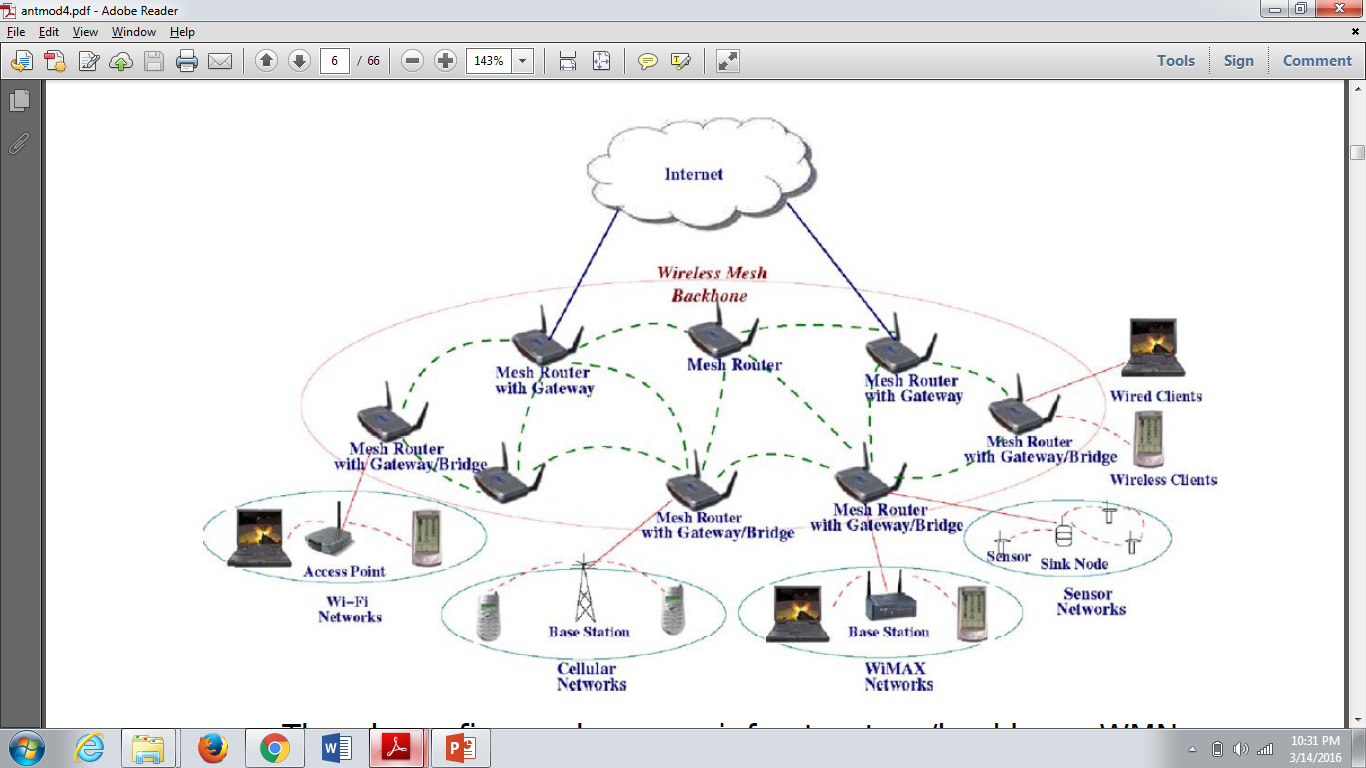 antmod4.pdf - Adobe Reader
File Edit View Window Help
6 / 66
143%
Tools Sign Comment
Internet
Wireless Mesh
Backbone
Mesh Router
with Gateway
Mesh Router
Mesh Router
with Gateway
Wired Clients
Mesh Router
with Gateway/Bridge
Mesh Router
with Gateway/Bridge
Wireless Clients
Mesh Router
with Gateway/Bridge
Mesh Router
with Gateway/Bridge
Access Point
Wi-Fi
Networks
Sensor
Sink Node
Sensor
Networks
Base Station
Cellular
Networks
Base Station
WiMAX
Networks
10:31 PM
3/14/2016